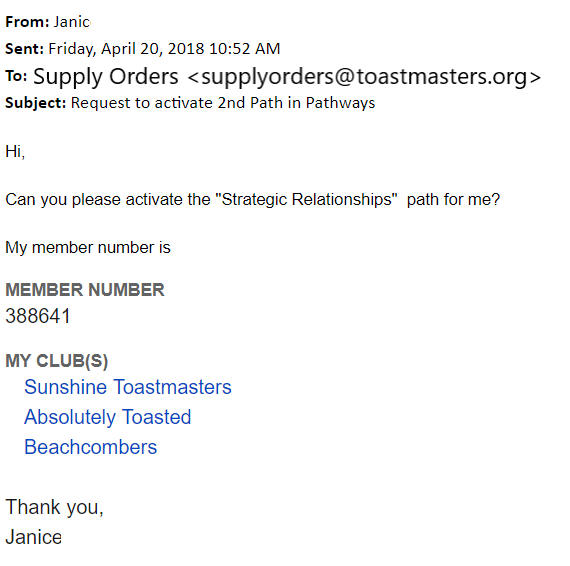 From: Janic
Sent: Friday, April 20, 2018 10:52 AM
To: Supply Orders <supplyorders@toastmasters.org>
Subject: Request to activate 2nd Path in Pathways
Hi,
Can you please activate the "Strategic Relationships"  path for me?
My member number is
MEMBER NUMBER
388641
MY CLUB(S)
Sunshine Toastmasters
Absolutely Toasted
Beachcombers
Thank you,
Janice